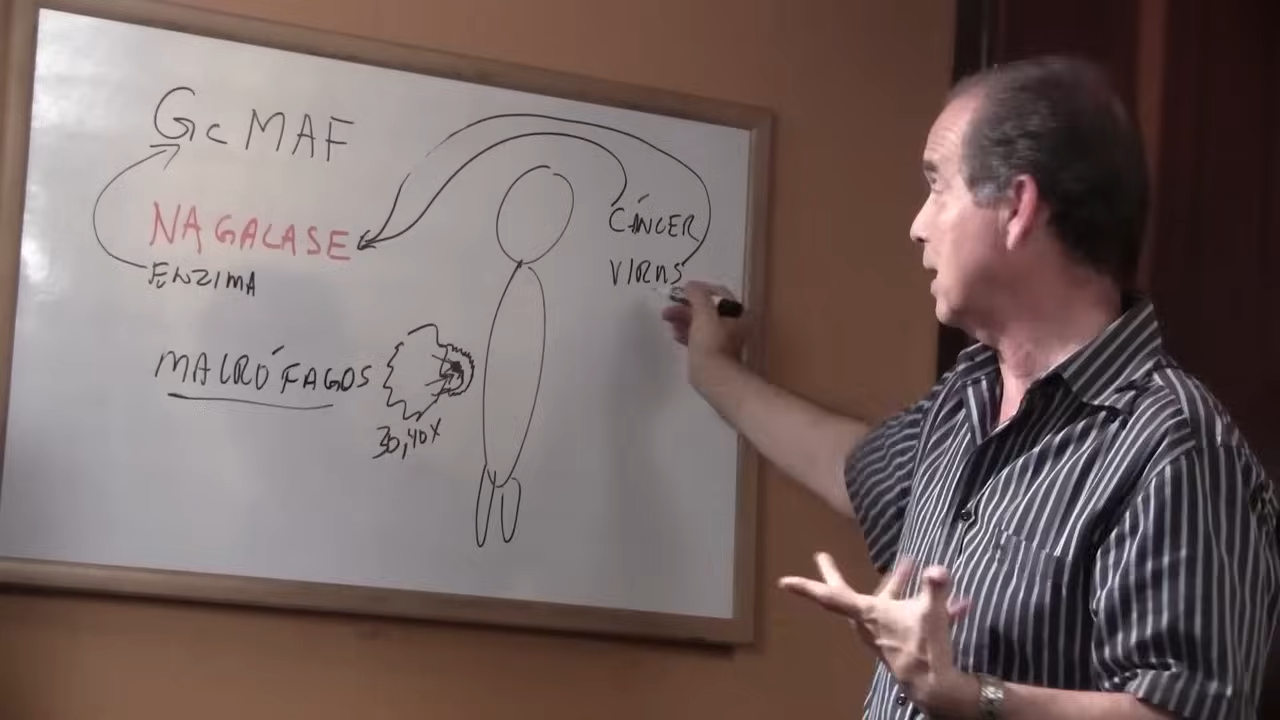 GcMAF
NAGALASE
ENZIMA
MACRÓFAGOS
30,40X
CÁNCER
VIRUS